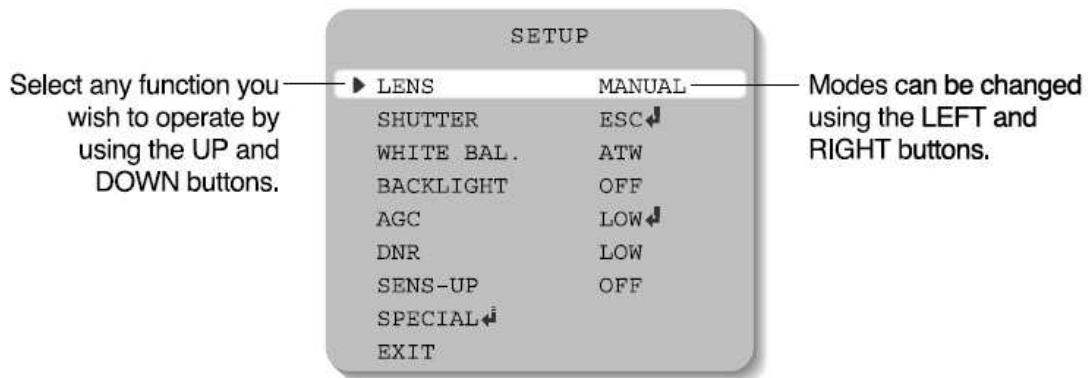 SETUP
Select any function you
wish to operate by
using the UP and
DOWN buttons.
LENS MANUAL
SHUTTER ESC↲
WHITE BAL. ATW
BACKLIGHT OFF
AGC LOW↲
DNR LOW
SENS-UP OFF
SPECIAL↲
EXIT
Modes can be changed
using the LEFT and
RIGHT buttons.